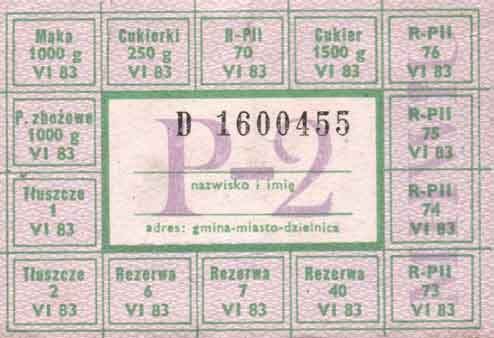 Mąka
1000 g
VI 83
Cukierki
250 g
VI 83
R-PII
70
VI 83
Cukier
1500 g
VI 83
R-PII
76
VI 83
P. zbożowe
1000 g
VI 83
D 1600455
P-2
nazwisko i imię
adres: gmina-miasto-dzielnica
R-PII
75
VI 83
Tłuszcze
1
VI 83
R-PII
74
VI 83
Tłuszcze
2
VI 83
Rezerwa
6
VI 83
Rezerwa
7
VI 83
Rezerwa
40
VI 83
R-PII
73
VI 83